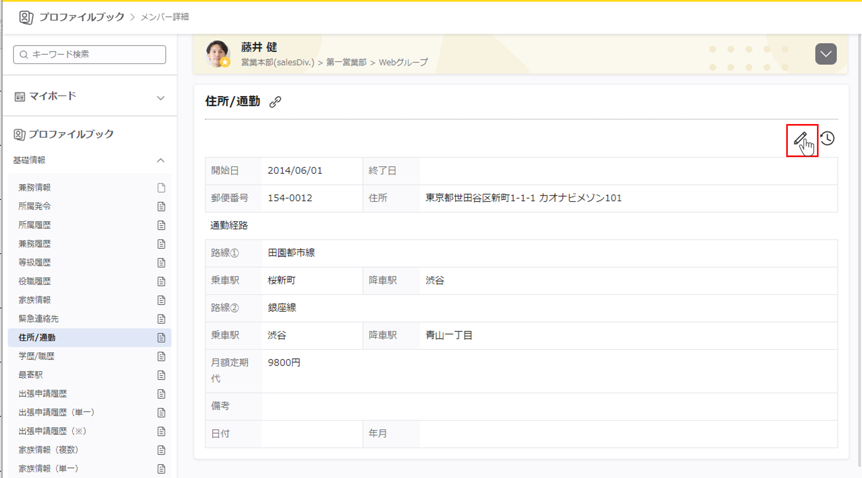 プロファイルブック > メンバー詳細
キーワード検索
マイボード
プロファイルブック
基礎情報
兼務情報
所属発令
所属履歴
兼務履歴
等級履歴
役職履歴
家族情報
緊急連絡先
住所/通勤
学歴/職歴
最寄駅
出張申請履歴
出張申請履歴（単一）
出張申請履歴（※）
家族情報（複数）
家族情報（単一）
藤井 健
営業本部(salesDiv.) > 第一営業部 > Webグループ
住所/通勤
開始日 2014/06/01 終了日
郵便番号 154-0012 住所 東京都世田谷区新町1-1-1 カオナビメゾン101
通勤経路
路線① 田園都市線
乗車駅 桜新町 降車駅 渋谷
路線② 銀座線
乗車駅 渋谷 降車駅 青山一丁目
月額定期代 9800円
備考
日付 年月